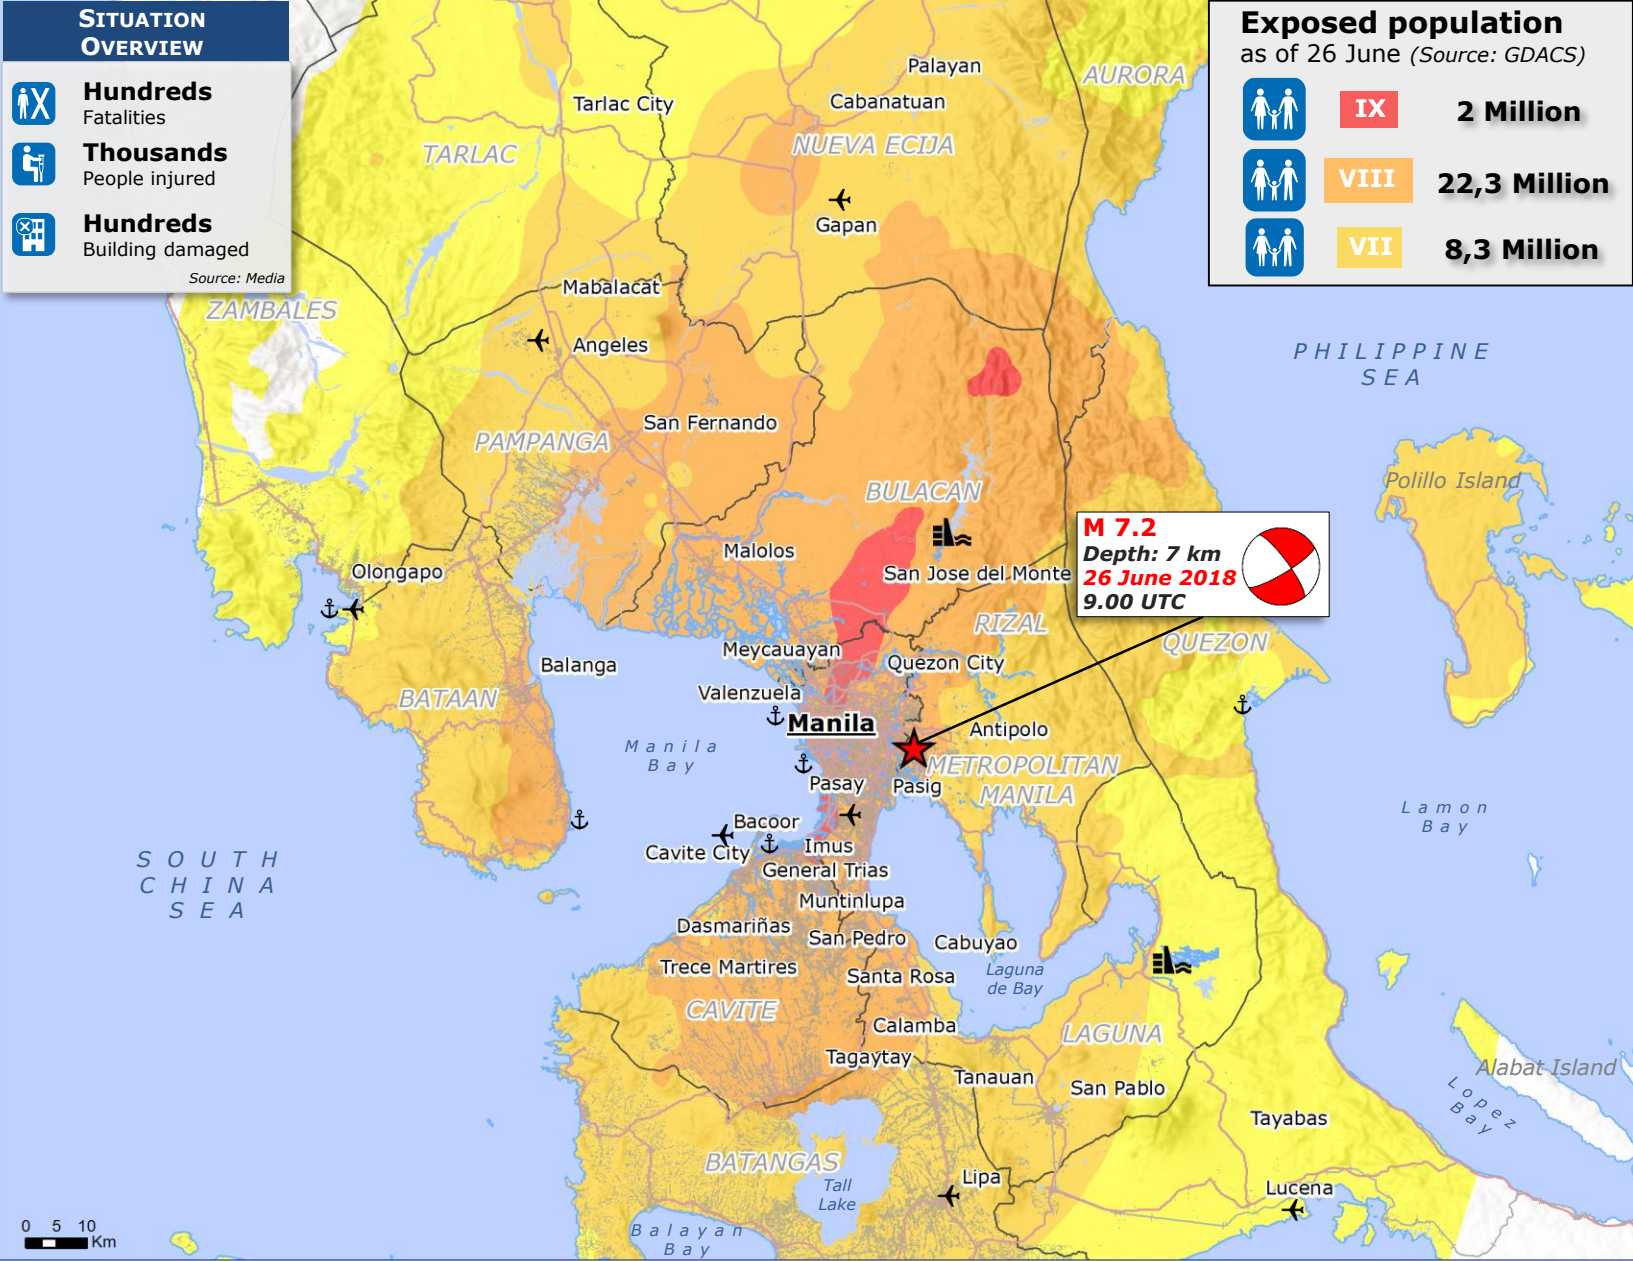 SITUATION
OVERVIEW
Hundreds
Fatalities
Thousands
People injured
Hundreds
Building damaged
Source: Media
Exposed population
as of 26 June (Source: GDACS)
IX 2 Million
VIII 22,3 Million
VII 8,3 Million
Palayan
AURORA
Tarlac City
Cabanatuan
TARLAC
NUEVA ECIJA
Gapan
Mabalacat
ZAMBALES
Angeles
PHILIPPINE
SEA
San Fernando
PAMPANGA
Polillo Island
BULACAN
M 7.2
Depth: 7 km
26 June 2018
9.00 UTC
Malolos
Olongapo
San Jose del Monte
RIZAL
QUEZON
Meycauayan
Balanga
Quezon City
BATAAN
Valenzuela
Manila
Antipolo
Manila
Bay
METROPOLITAN
MANILA
Pasay
Pasig
Lamon
Bay
Bacoor
Cavite City
Imus
General Trias
SOUTH
CHINA
SEA
Muntinlupa
Dasmariñas
San Pedro
Cabuyao
Trece Martires
Santa Rosa
Laguna
de Bay
CAVITE
Calamba
LAGUNA
Tagaytay
Tanauan
San Pablo
Alabat Island
Lopez
Bay
Tayabas
BATANGAS
Tall
Lake
Lipa
Lucena
Balayan
Bay
0 5 10
Km